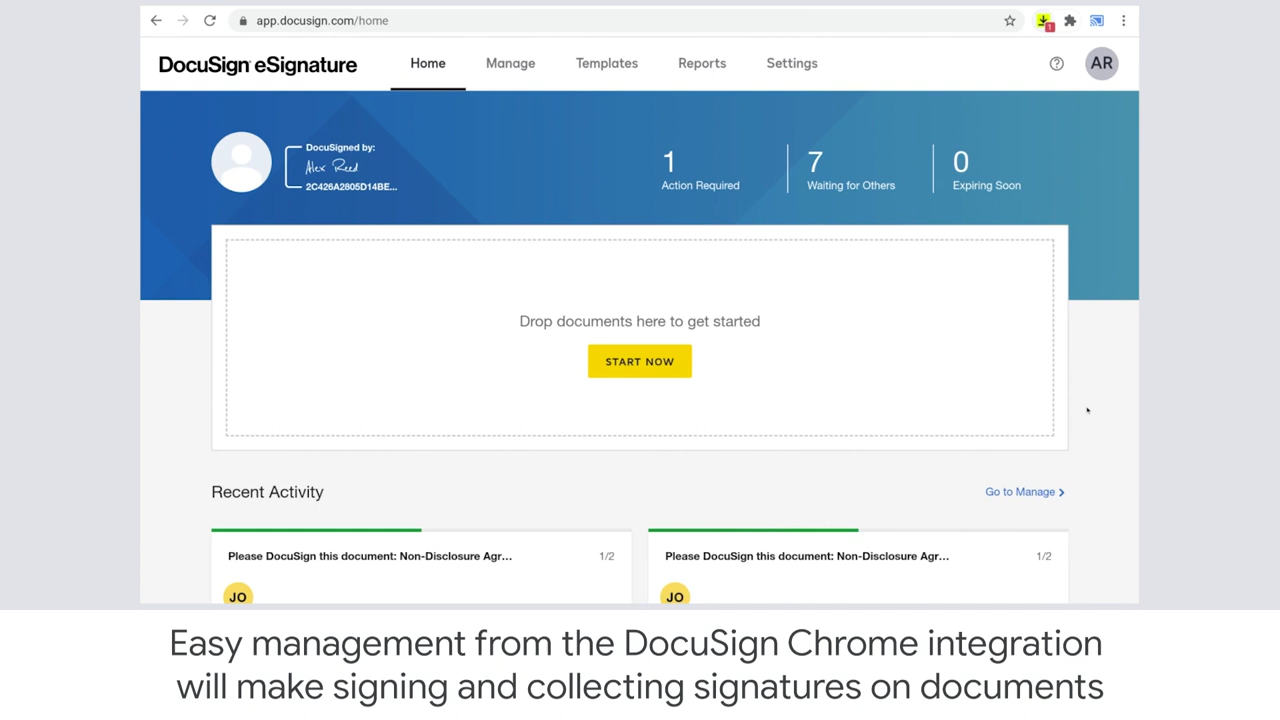 app.docusign.com/home
1
DocuSign eSignature
Home
Manage
Templates
Reports
Settings
?
AR
DocuSigned by:
Alex Reed
2C426A2805D14BE...
1
Action Required
7
Waiting for Others
0
Expiring Soon
Drop documents here to get started
START NOW
Recent Activity
Go to Manage
Please DocuSign this document: Non-Disclosure Agr...
1/2
JO
Please DocuSign this document: Non-Disclosure Agr...
1/2
JO
Easy management from the DocuSign Chrome integration
will make signing and collecting signatures on documents